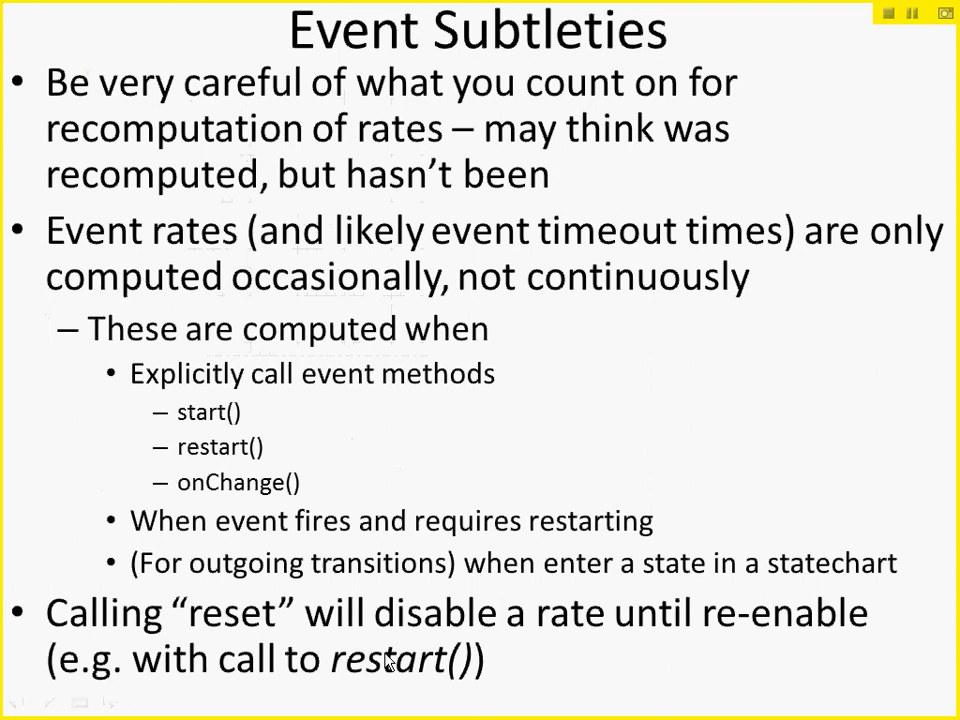 Event Subtleties
• Be very careful of what you count on for
recomputation of rates – may think was
recomputed, but hasn't been
• Event rates (and likely event timeout times) are only
computed occasionally, not continuously
– These are computed when
• Explicitly call event methods
– start()
– restart()
– onChange()
• When event fires and requires restarting
• (For outgoing transitions) when enter a state in a statechart
• Calling “reset” will disable a rate until re-enable
(e.g. with call to restart())